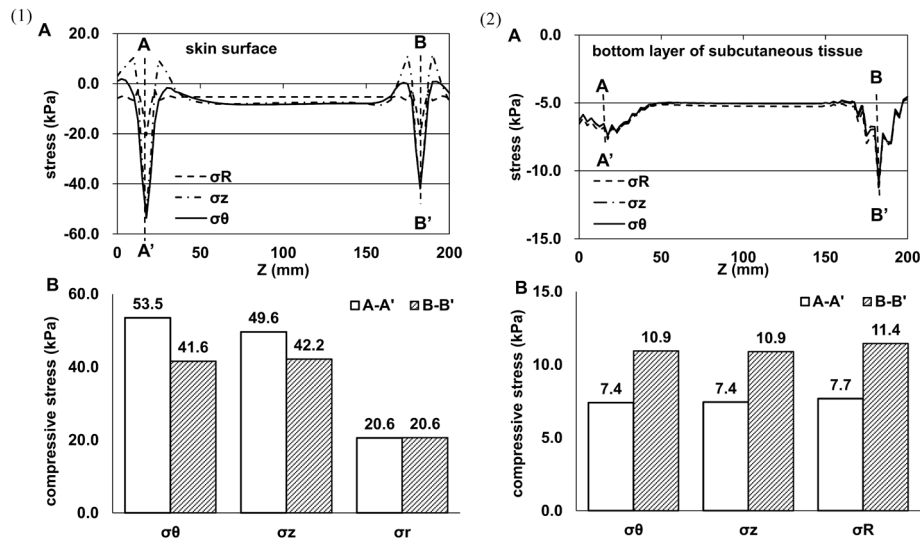 (1)
A
skin surface
20.0
0.0
-20.0
-40.0
-60.0
stress (kPa)
A
A'
B
B'
σR
σz
σθ
0
50
100
150
200
Z (mm)
B
60.0
40.0
20.0
0.0
compressive stress (kPa)
A-A'
B-B'
53.5
41.6
49.6
42.2
20.6
20.6
σθ
σz
σr
(2)
A
bottom layer of subcutaneous tissue
0.0
-5.0
-10.0
-15.0
stress (kPa)
A
A'
B
B'
σR
σz
σθ
0
50
100
150
200
Z (mm)
B
15.0
10.0
5.0
0.0
compressive stress (kPa)
A-A'
B-B'
7.4
10.9
7.4
10.9
7.7
11.4
σθ
σz
σR